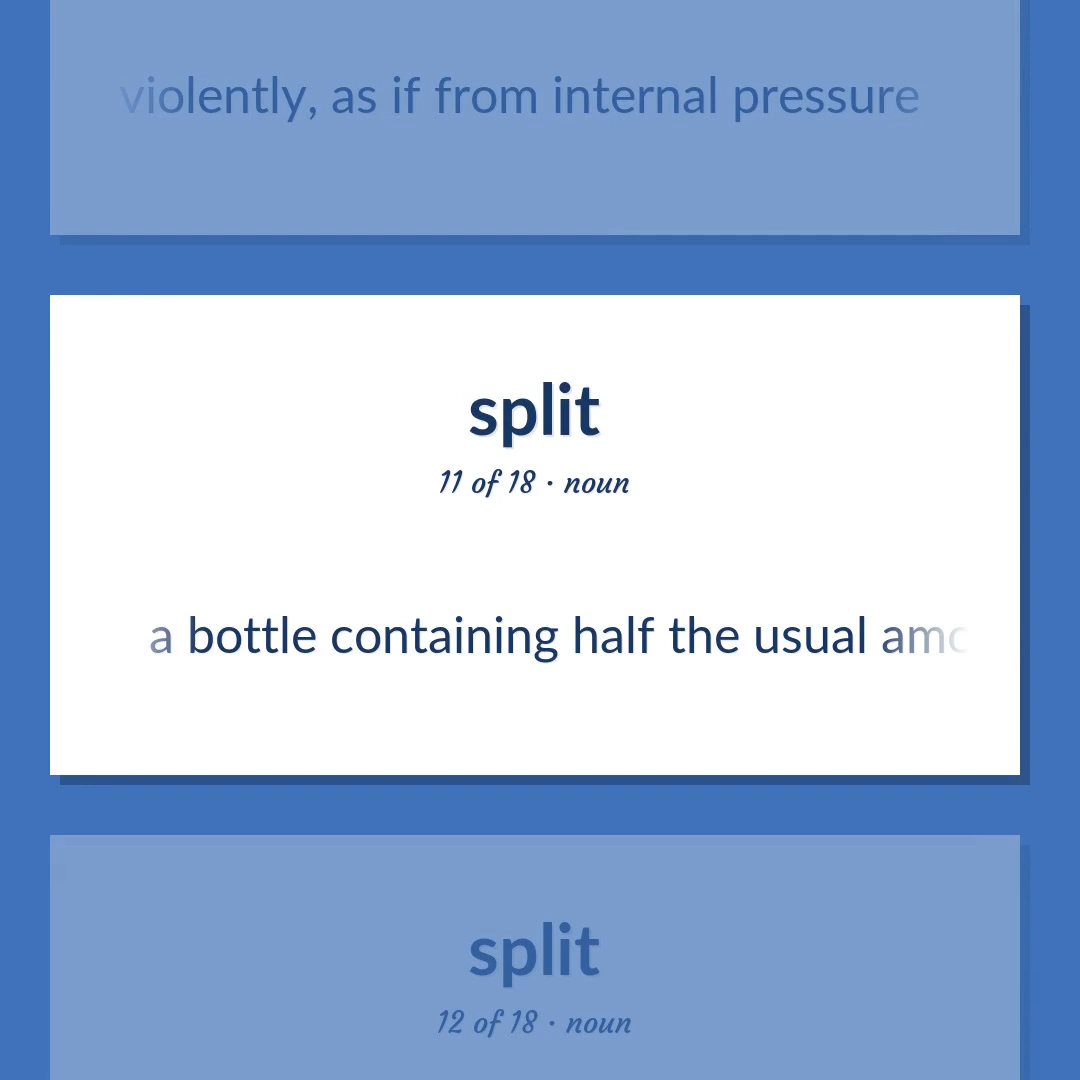 violently, as if from internal pressure
split
11 of 18 · noun
a bottle containing half the usual
split
12 of 18 · noun